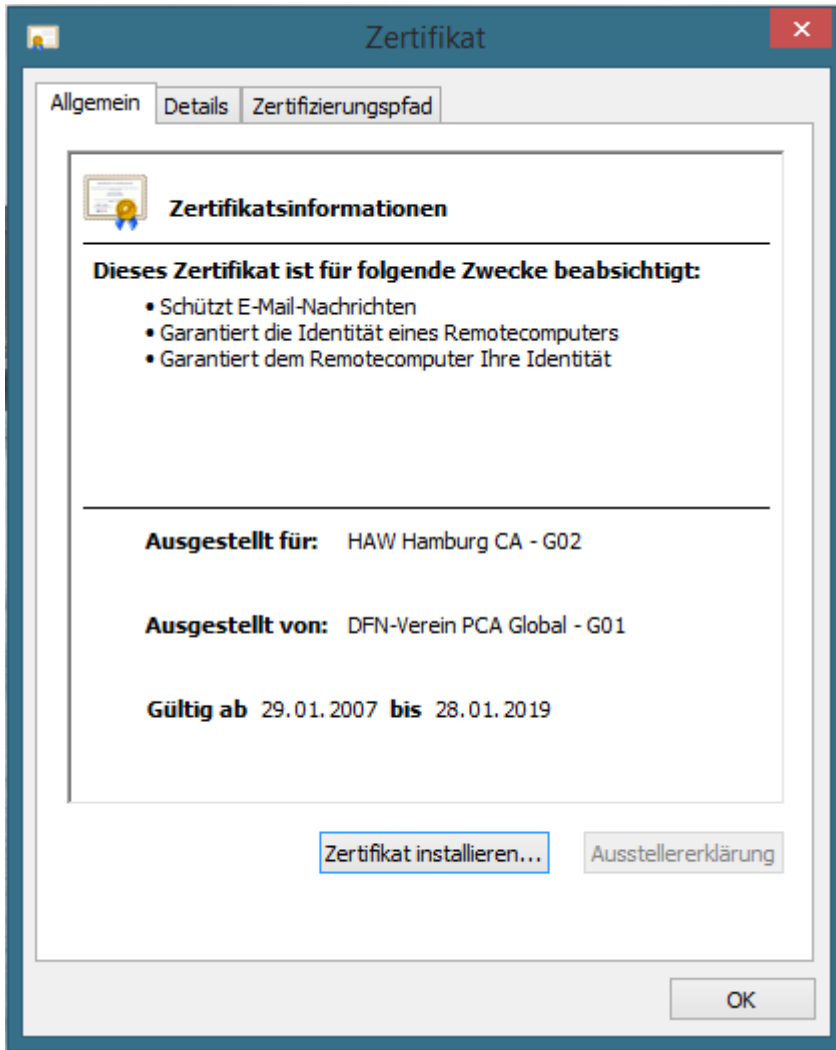 Zertifikat
Allgemein Details Zertifizierungspfad
Zertifikatsinformationen
Dieses Zertifikat ist für folgende Zwecke beabsichtigt:
• Schützt E-Mail-Nachrichten
• Garantiert die Identität eines Remotecomputers
• Garantiert dem Remotecomputer Ihre Identität
Ausgestellt für: HAW Hamburg CA - G02
Ausgestellt von: DFN-Verein PCA Global - G01
Gültig ab 29.01.2007 bis 28.01.2019
Zertifikat installieren... Ausstellererklärung
OK